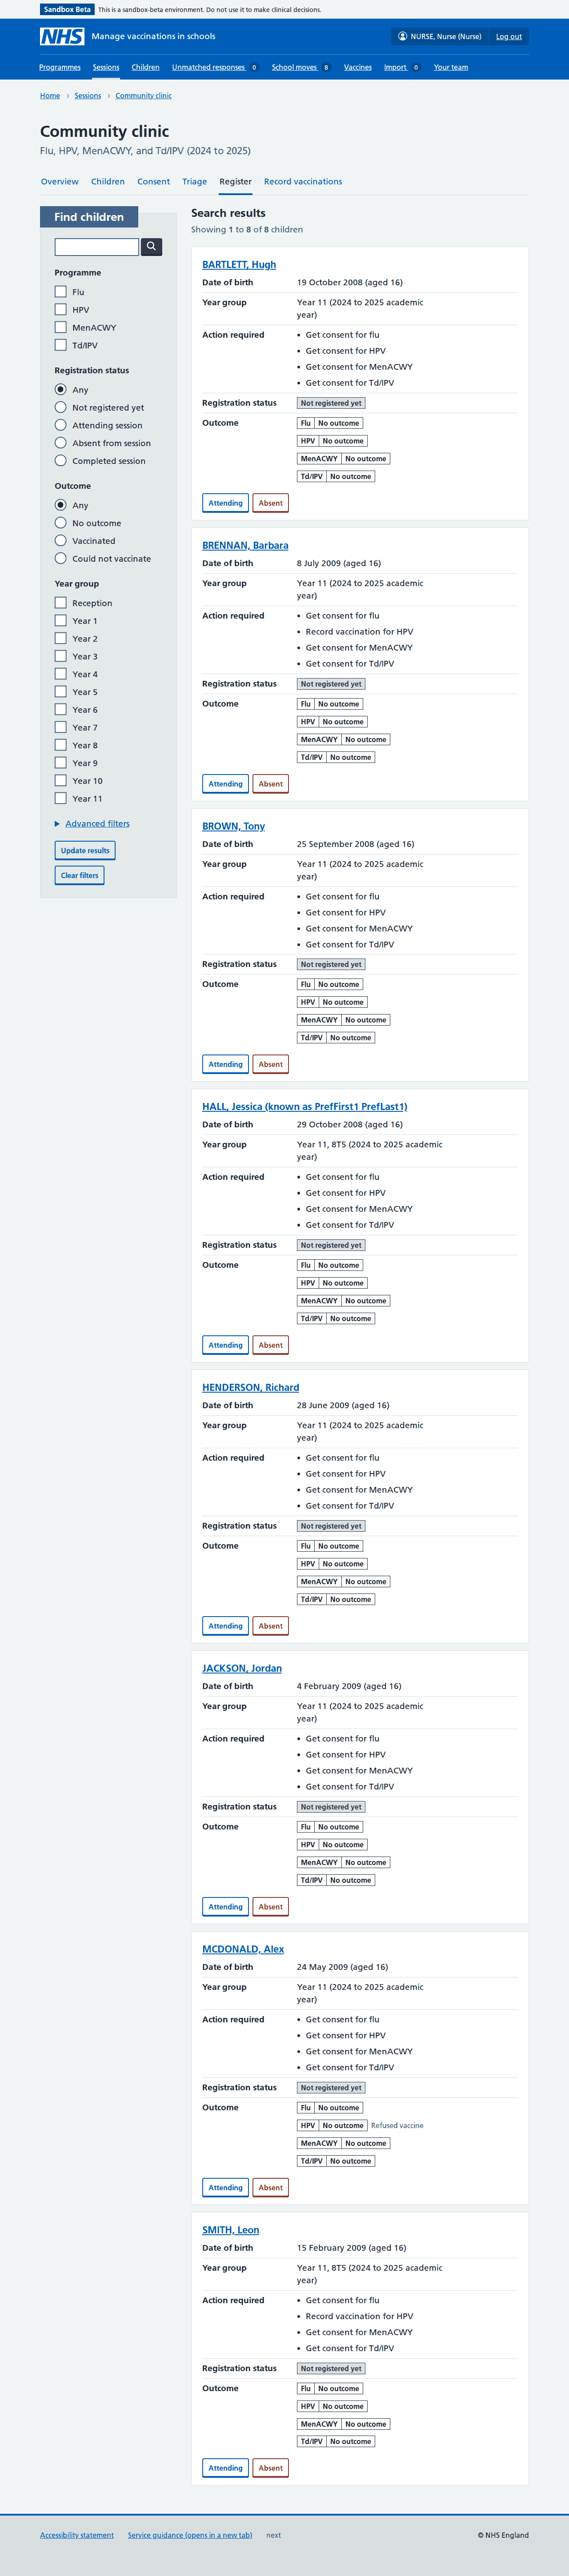 Sandbox Beta This is a sandbox-beta environment. Do not use it to make clinical decisions.
NHS Manage vaccinations in schools NURSE, Nurse (Nurse) Log out
Programmes Sessions Children Unmatched responses 0 School moves 8 Vaccines Import 0 Your team
Home Sessions Community clinic
Community clinic
Flu, HPV, MenACWY, and Td/IPV (2024 to 2025)
Overview Children Consent Triage Register Record vaccinations
Find children
Programme
Flu
HPV
MenACWY
Td/IPV
Registration status
Any
Not registered yet
Attending session
Absent from session
Completed session
Outcome
Any
No outcome
Vaccinated
Could not vaccinate
Year group
Reception
Year 1
Year 2
Year 3
Year 4
Year 5
Year 6
Year 7
Year 8
Year 9
Year 10
Year 11
Advanced filters
Update results
Clear filters
Search results
Showing 1 to 8 of 8 children
BARTLETT, Hugh
Date of birth 19 October 2008 (aged 16)
Year group Year 11 (2024 to 2025 academic
year)
Action required Get consent for flu
Get consent for HPV
Get consent for MenACWY
Get consent for Td/IPV
Registration status Not registered yet
Outcome Flu No outcome
HPV No outcome
MenACWY No outcome
Td/IPV No outcome
Attending Absent
BRENNAN, Barbara
Date of birth 8 July 2009 (aged 16)
Year group Year 11 (2024 to 2025 academic
year)
Action required Get consent for flu
Record vaccination for HPV
Get consent for MenACWY
Get consent for Td/IPV
Registration status Not registered yet
Outcome Flu No outcome
HPV No outcome
MenACWY No outcome
Td/IPV No outcome
Attending Absent
BROWN, Tony
Date of birth 25 September 2008 (aged 16)
Year group Year 11 (2024 to 2025 academic
year)
Action required Get consent for flu
Get consent for HPV
Get consent for MenACWY
Get consent for Td/IPV
Registration status Not registered yet
Outcome Flu No outcome
HPV No outcome
MenACWY No outcome
Td/IPV No outcome
Attending Absent
HALL, Jessica (known as PrefFirst1 PrefLast1)
Date of birth 29 October 2008 (aged 16)
Year group Year 11, 8T5 (2024 to 2025 academic
year)
Action required Get consent for flu
Get consent for HPV
Get consent for MenACWY
Get consent for Td/IPV
Registration status Not registered yet
Outcome Flu No outcome
HPV No outcome
MenACWY No outcome
Td/IPV No outcome
Attending Absent
HENDERSON, Richard
Date of birth 28 June 2009 (aged 16)
Year group Year 11 (2024 to 2025 academic
year)
Action required Get consent for flu
Get consent for HPV
Get consent for MenACWY
Get consent for Td/IPV
Registration status Not registered yet
Outcome Flu No outcome
HPV No outcome
MenACWY No outcome
Td/IPV No outcome
Attending Absent
JACKSON, Jordan
Date of birth 4 February 2009 (aged 16)
Year group Year 11 (2024 to 2025 academic
year)
Action required Get consent for flu
Get consent for HPV
Get consent for MenACWY
Get consent for Td/IPV
Registration status Not registered yet
Outcome Flu No outcome
HPV No outcome
MenACWY No outcome
Td/IPV No outcome
Attending Absent
MCDONALD, Alex
Date of birth 24 May 2009 (aged 16)
Year group Year 11 (2024 to 2025 academic
year)
Action required Get consent for flu
Get consent for HPV
Get consent for MenACWY
Get consent for Td/IPV
Registration status Not registered yet
Outcome Flu No outcome
HPV No outcome Refused vaccine
MenACWY No outcome
Td/IPV No outcome
Attending Absent
SMITH, Leon
Date of birth 15 February 2009 (aged 16)
Year group Year 11, 8T5 (2024 to 2025 academic
year)
Action required Get consent for flu
Record vaccination for HPV
Get consent for MenACWY
Get consent for Td/IPV
Registration status Not registered yet
Outcome Flu No outcome
HPV No outcome
MenACWY No outcome
Td/IPV No outcome
Attending Absent
Accessibility statement Service guidance (opens in a new tab) next © NHS England